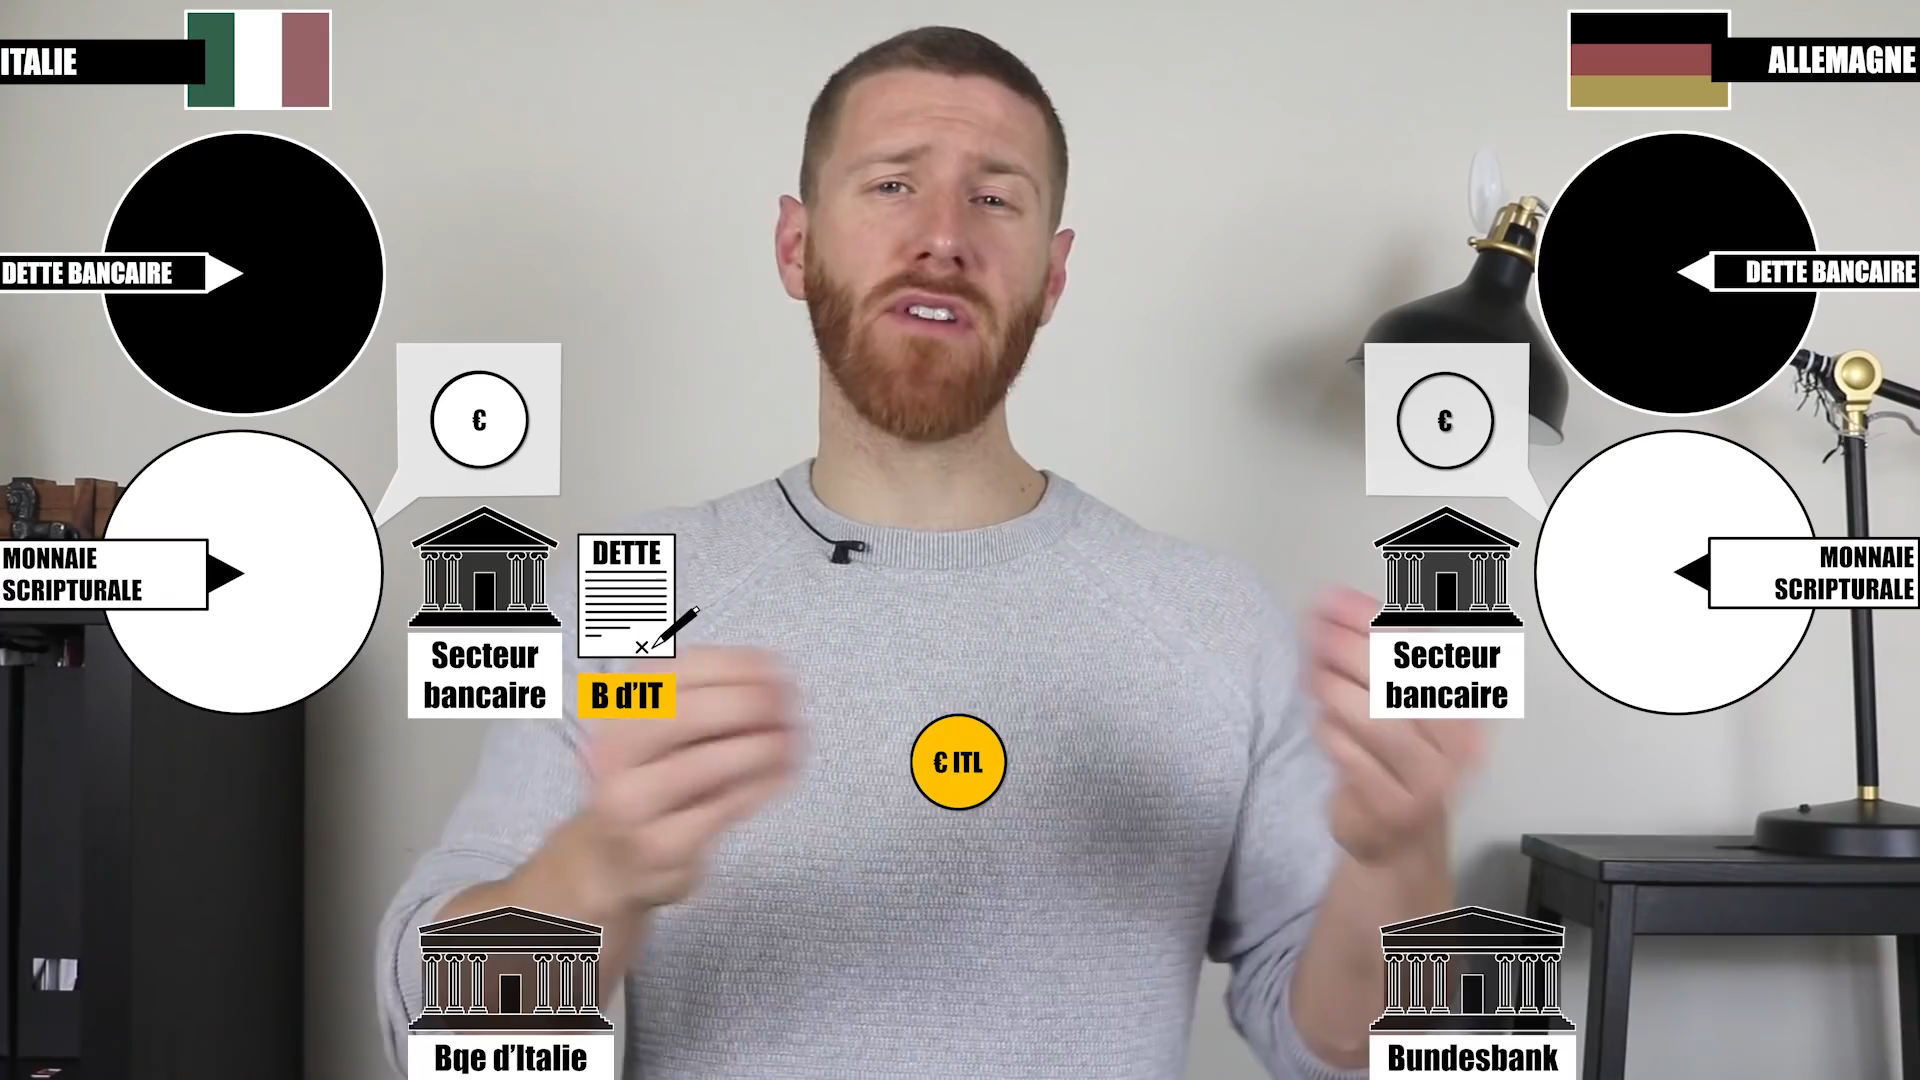 ITALIE
ALLEMAGNE
DETTE BANCAIRE
DETTE BANCAIRE
€
€
MONNAIE
SCRIPTURALE
DETTE
MONNAIE
SCRIPTURALE
Secteur
bancaire
B d’IT
Secteur
bancaire
€ ITL
Bqe d’Italie
Bundesbank